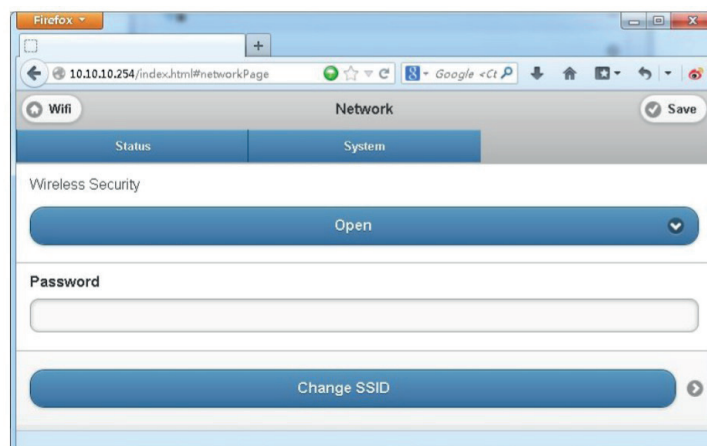 Firefox
10.10.10.254/index.html#networkPage
Google <Ct
Wifi
Network
Save
Status
System
Wireless Security
Open
Password
Change SSID